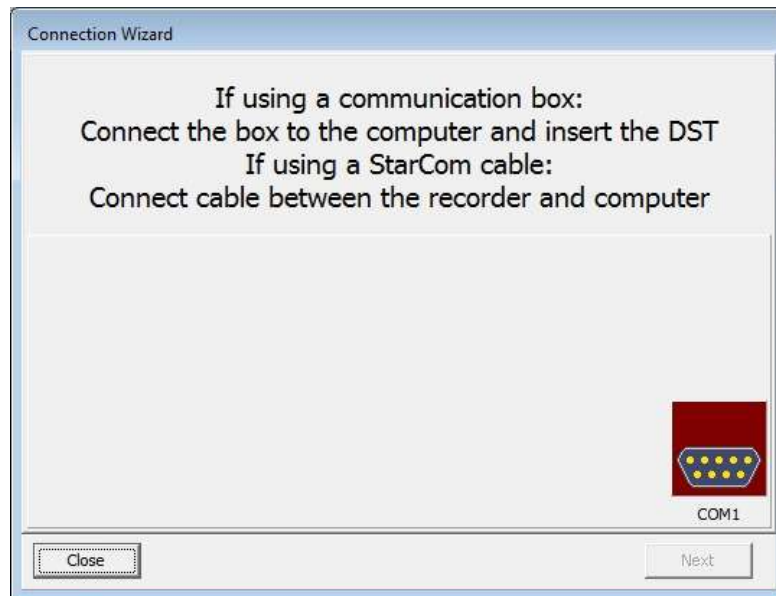 Connection Wizard
If using a communication box:
Connect the box to the computer and insert the DST
If using a StarCom cable:
Connect cable between the recorder and computer
COM1
Close
Next